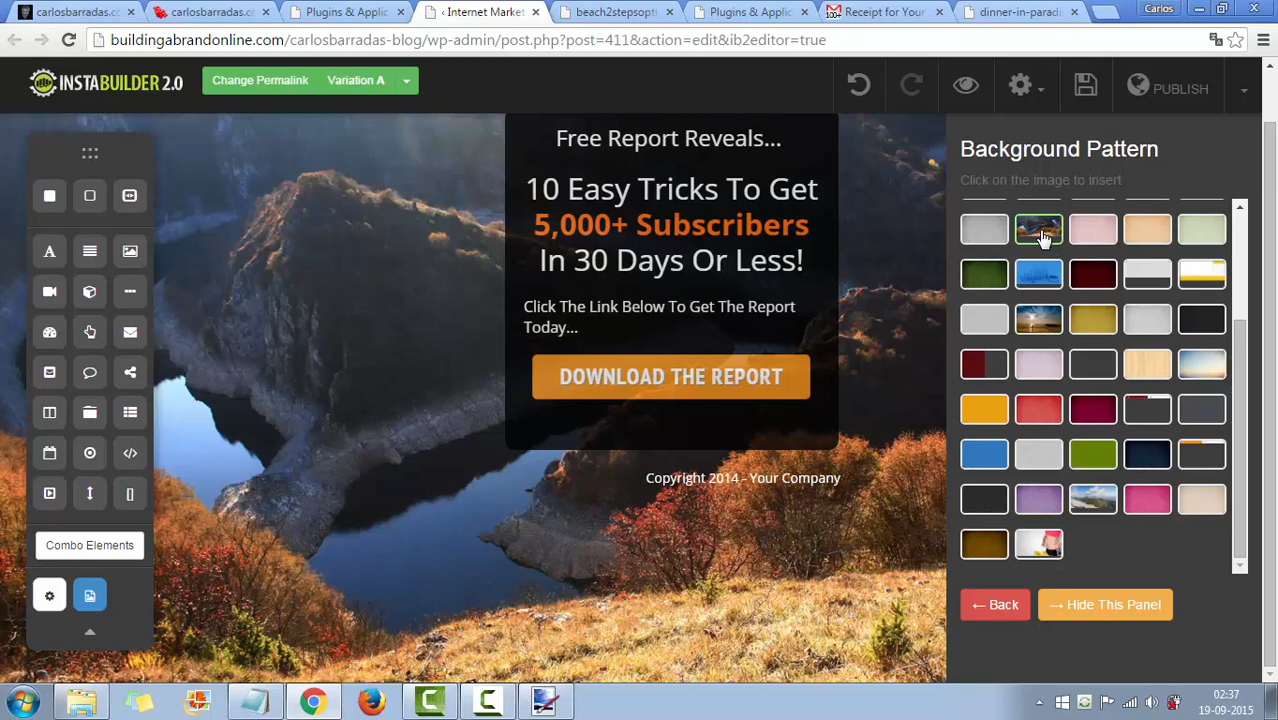 carlosbarradas.co
carlosbarradas.co
Plugins & Applic
‹ Internet Market
beach2stepsopti
Plugins & Applic
100+
Receipt for Your
dinner-in-paradi
Carlos
buildingabrandonline.com/carlosbarradas-blog/wp-admin/post.php?post=411&action=edit&ib2editor=true
INSTABUILDER 2.0
Change Permalink
Variation A
PUBLISH
Free Report Reveals...
10 Easy Tricks To Get
5,000+ Subscribers
In 30 Days Or Less!
Click The Link Below To Get The Report
Today...
DOWNLOAD THE REPORT
Copyright 2014 - Your Company
Background Pattern
Click on the image to insert
← Back
→ Hide This Panel
A
[]
Combo Elements
02:37
19-09-2015